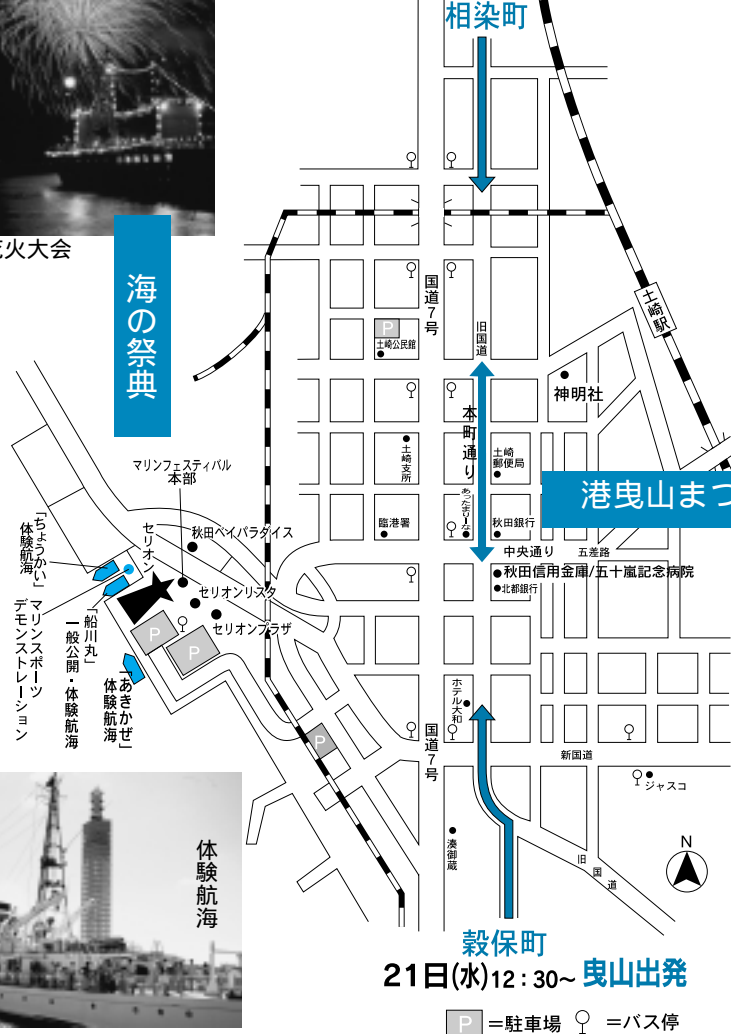 相染町
花火大会
海の祭典
国道7号
旧国道
土崎駅
P
土崎公民館
神明社
本町通り
土崎支所
土崎
郵便局
マリンフェスティバル
本部
港曳山まつ
あったまりーな
臨港署
秋田銀行
中央通り
五差路
「ちょうかい」
体験航海
セリオン
秋田ベイパラダイス
秋田信用金庫/五十嵐記念病院
北都銀行
セリオンリスタ
マリンスポーツ
デモンストレーション
「船川丸」
一般公開・体験航海
セリオンプラザ
P
P
「あきかぜ」
体験航海
ホテル大和
国道7号
P
新国道
ジャスコ
体験航海
湊御蔵
旧国道
N
穀保町
21日(水)12：30~ 曳山出発
P =駐車場 =バス停